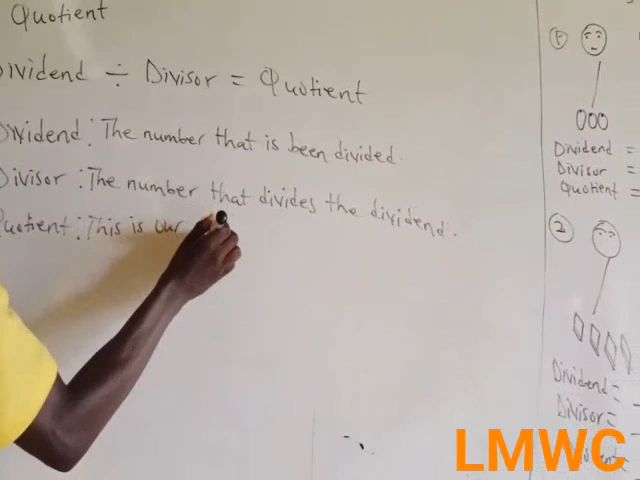 Quotient
Dividend ÷ Divisor = Quotient
Dividend: The number that is been divided.
Divisor: The number that divides the dividend.
Quotient: This is our
1
Dividend =
Divisor =
Quotient =
2
Dividend =
Divisor =
LMWC